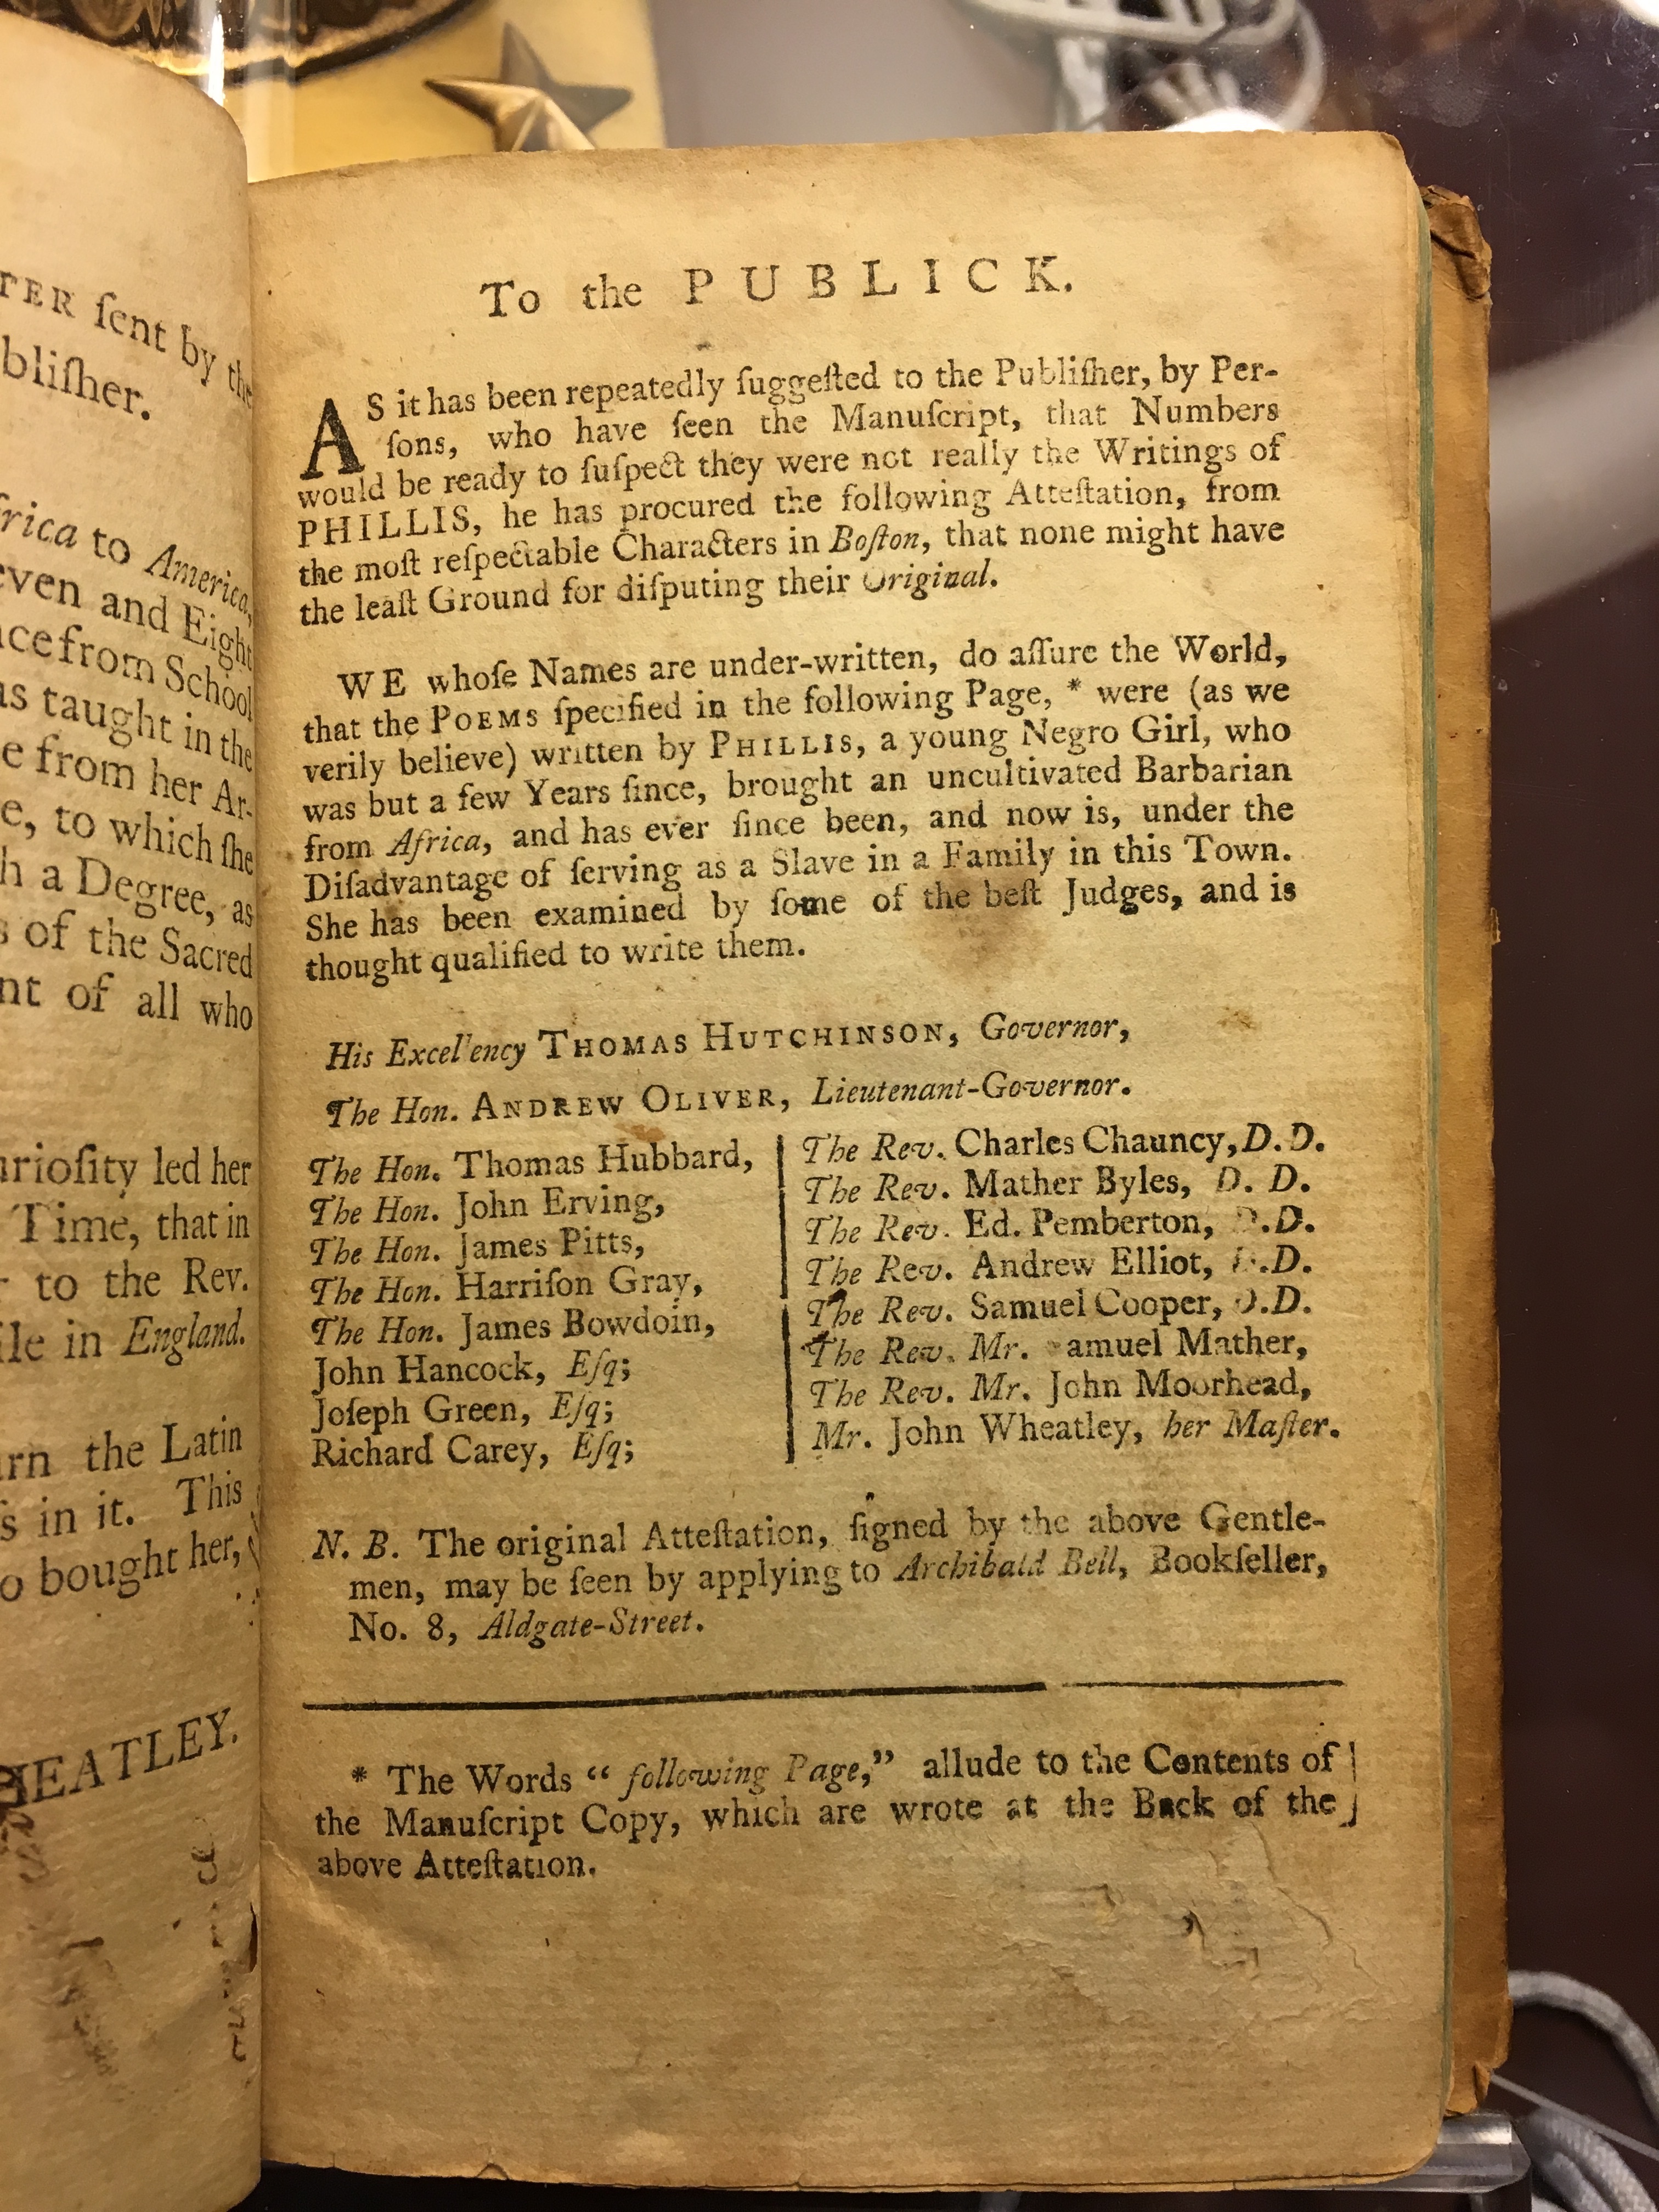 TER ſent by the
bliſher.
rica to America,
even and Eight
ce from School
as taught in the
e from her Ar-
e, to which ſhe
h a Degree, as
s of the Sacred
nt of all who
urioſity led her
Time, that in
r to the Rev.
ile in England.
arn the Latin
s in it. This
o bought her,
HEATLEY.
To the PUBLICK.
AS it has been repeatedly ſuggeſted to the Publiſher, by Per-
ſons, who have ſeen the Manuſcript, that Numbers
would be ready to ſuſpect they were not really the Writings of
PHILLIS, he has procured the following Atteſtation, from
the moſt reſpectable Characters in Boſton, that none might have
the leaſt Ground for diſputing their Original.
WE whoſe Names are under-written, do aſſure the World,
that the POEMS ſpecified in the following Page, * were (as we
verily believe) written by PHILLIS, a young Negro Girl, who
was but a few Years ſince, brought an uncultivated Barbarian
from Africa, and has ever ſince been, and now is, under the
Diſadvantage of ſerving as a Slave in a Family in this Town.
She has been examined by ſome of the beſt Judges, and is
thought qualified to write them.
His Excel'ency THOMAS HUTCHINSON, Governor,
The Hon. ANDREW OLIVER, Lieutenant-Governor.
The Hon. Thomas Hubbard,
The Hon. John Erving,
The Hon. James Pitts,
The Hon. Harriſon Gray,
The Hon. James Bowdoin,
John Hancock, Eſq;
Joſeph Green, Eſq;
Richard Carey, Eſq;
The Rev. Charles Chauncy, D.D.
The Rev. Mather Byles, D. D.
The Rev. Ed. Pemberton, D.D.
The Rev. Andrew Elliot, D.D.
The Rev. Samuel Cooper, D.D.
The Rev. Mr. Samuel Mather,
The Rev. Mr. John Moorhead,
Mr. John Wheatley, her Maſter.
N. B. The original Atteſtation, ſigned by the above Gentle-
men, may be ſeen by applying to Archibald Bell, Bookſeller,
No. 8, Aldgate-Street.
* The Words “ following Page,” allude to the Contents of
the Manuſcript Copy, which are wrote at the Back of the
above Atteſtation.